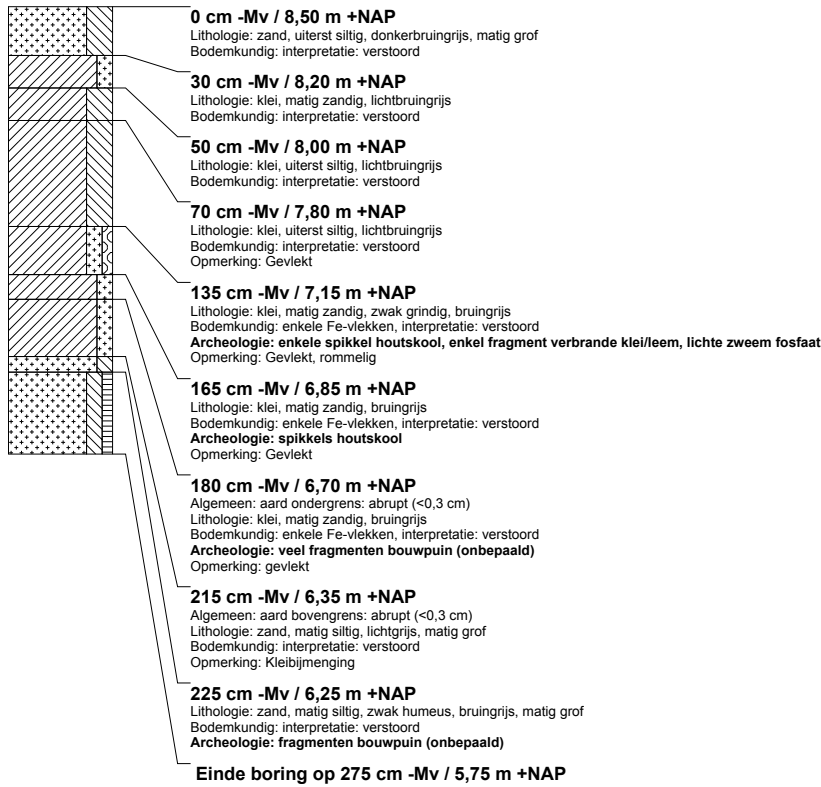 0 cm -Mv / 8,50 m +NAP
Lithologie: zand, uiterst siltig, donkerbruingrijs, matig grof
Bodemkundig: interpretatie: verstoord
30 cm -Mv / 8,20 m +NAP
Lithologie: klei, matig zandig, lichtbruingrijs
Bodemkundig: interpretatie: verstoord
50 cm -Mv / 8,00 m +NAP
Lithologie: klei, uiterst siltig, lichtbruingrijs
Bodemkundig: interpretatie: verstoord
70 cm -Mv / 7,80 m +NAP
Lithologie: klei, uiterst siltig, lichtbruingrijs
Bodemkundig: interpretatie: verstoord
Opmerking: Gevlekt
135 cm -Mv / 7,15 m +NAP
Lithologie: klei, matig zandig, zwak grindig, bruingrijs
Bodemkundig: enkele Fe-vlekken, interpretatie: verstoord
Archeologie: enkele spikkel houtskool, enkel fragment verbrande klei/leem, lichte zweem fosfaat
Opmerking: Gevlekt, rommelig
165 cm -Mv / 6,85 m +NAP
Lithologie: klei, matig zandig, bruingrijs
Bodemkundig: enkele Fe-vlekken, interpretatie: verstoord
Archeologie: spikkels houtskool
Opmerking: Gevlekt
180 cm -Mv / 6,70 m +NAP
Algemeen: aard ondergrens: abrupt (<0,3 cm)
Lithologie: klei, matig zandig, bruingrijs
Bodemkundig: enkele Fe-vlekken, interpretatie: verstoord
Archeologie: veel fragmenten bouwpuin (onbepaald)
Opmerking: gevlekt
215 cm -Mv / 6,35 m +NAP
Algemeen: aard bovengrens: abrupt (<0,3 cm)
Lithologie: zand, matig siltig, lichtgrijs, matig grof
Bodemkundig: interpretatie: verstoord
Opmerking: Kleibijmenging
225 cm -Mv / 6,25 m +NAP
Lithologie: zand, matig siltig, zwak humeus, bruingrijs, matig grof
Bodemkundig: interpretatie: verstoord
Archeologie: fragmenten bouwpuin (onbepaald)
Einde boring op 275 cm -Mv / 5,75 m +NAP